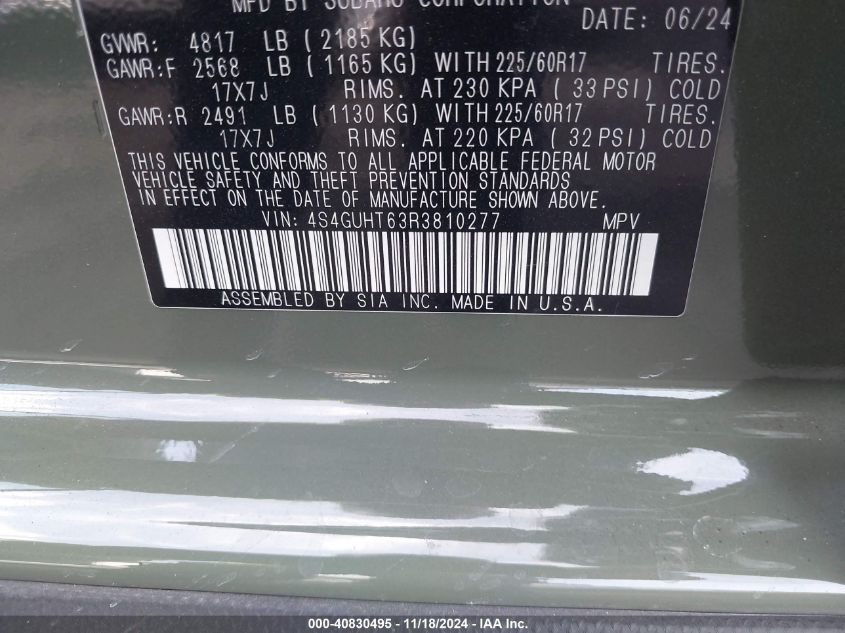 MFD BY SUBARU CORPORATION
DATE: 06/24
GVWR: 4817 LB (2185 KG)
GAWR:F 2568 LB (1165 KG) WITH 225/60R17 TIRES.
17X7J RIMS. AT 230 KPA (33 PSI) COLD
GAWR:R 2491 LB (1130 KG) WITH 225/60R17 TIRES.
17X7J RIMS. AT 220 KPA (32 PSI) COLD
THIS VEHICLE CONFORMS TO ALL APPLICABLE FEDERAL MOTOR
VEHICLE SAFETY AND THEFT PREVENTION STANDARDS
IN EFFECT ON THE DATE OF MANUFACTURE SHOWN ABOVE.
VIN: 4S4GUHT63R3810277 MPV
ASSEMBLED BY SIA INC. MADE IN U.S.A.
000-40830495 - 11/18/2024 - IAA Inc.